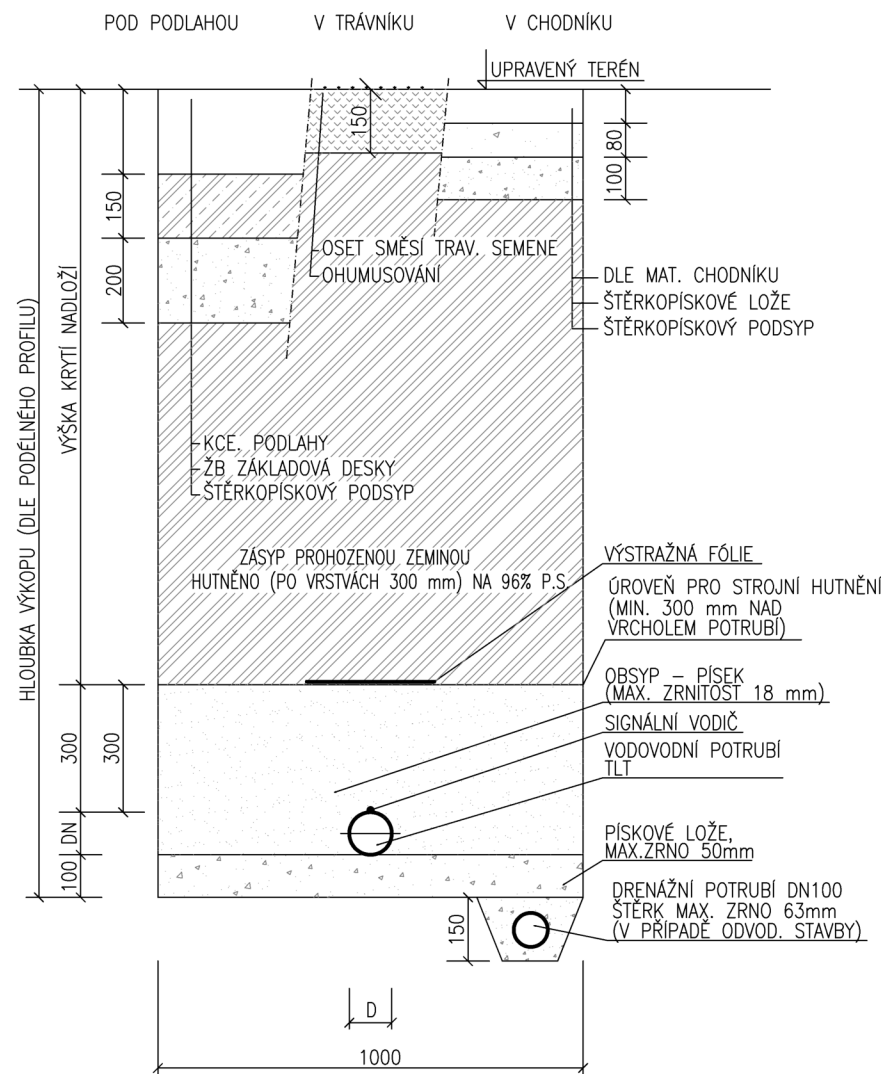 POD PODLAHOU
V TRÁVNÍKU
V CHODNÍKU
UPRAVENÝ TERÉN
150
80
100
150
200
OSET SMĚSÍ TRAV. SEMENE
OHUMUSOVÁNÍ
DLE MAT. CHODNÍKU
ŠTĚRKOPÍSKOVÉ LOŽE
ŠTĚRKOPÍSKOVÝ PODSYP
HLOUBKA VÝKOPU (DLE PODÉLNÉHO PROFILU)
VÝŠKA KRYTÍ NADLOŽÍ
KCE. PODLAHY
ŽB ZÁKLADOVÁ DESKY
ŠTĚRKOPÍSKOVÝ PODSYP
ZÁSYP PROHOZENOU ZEMINOU
HUTNĚNO (PO VRSTVÁCH 300 mm) NA 96% P.S.
VÝSTRAŽNÁ FÓLIE
ÚROVEŇ PRO STROJNÍ HUTNĚNÍ
(MIN. 300 mm NAD
VRCHOLEM POTRUBÍ)
OBSYP – PÍSEK
(MAX. ZRNITOST 18 mm)
SIGNÁLNÍ VODIČ
VODOVODNÍ POTRUBÍ
TLT
300
300
DN
100
PÍSKOVÉ LOŽE,
MAX.ZRNO 50mm
DRENÁŽNÍ POTRUBÍ DN100
ŠTĚRK MAX. ZRNO 63mm
(V PŘÍPADĚ ODVOD. STAVBY)
150
D
1000